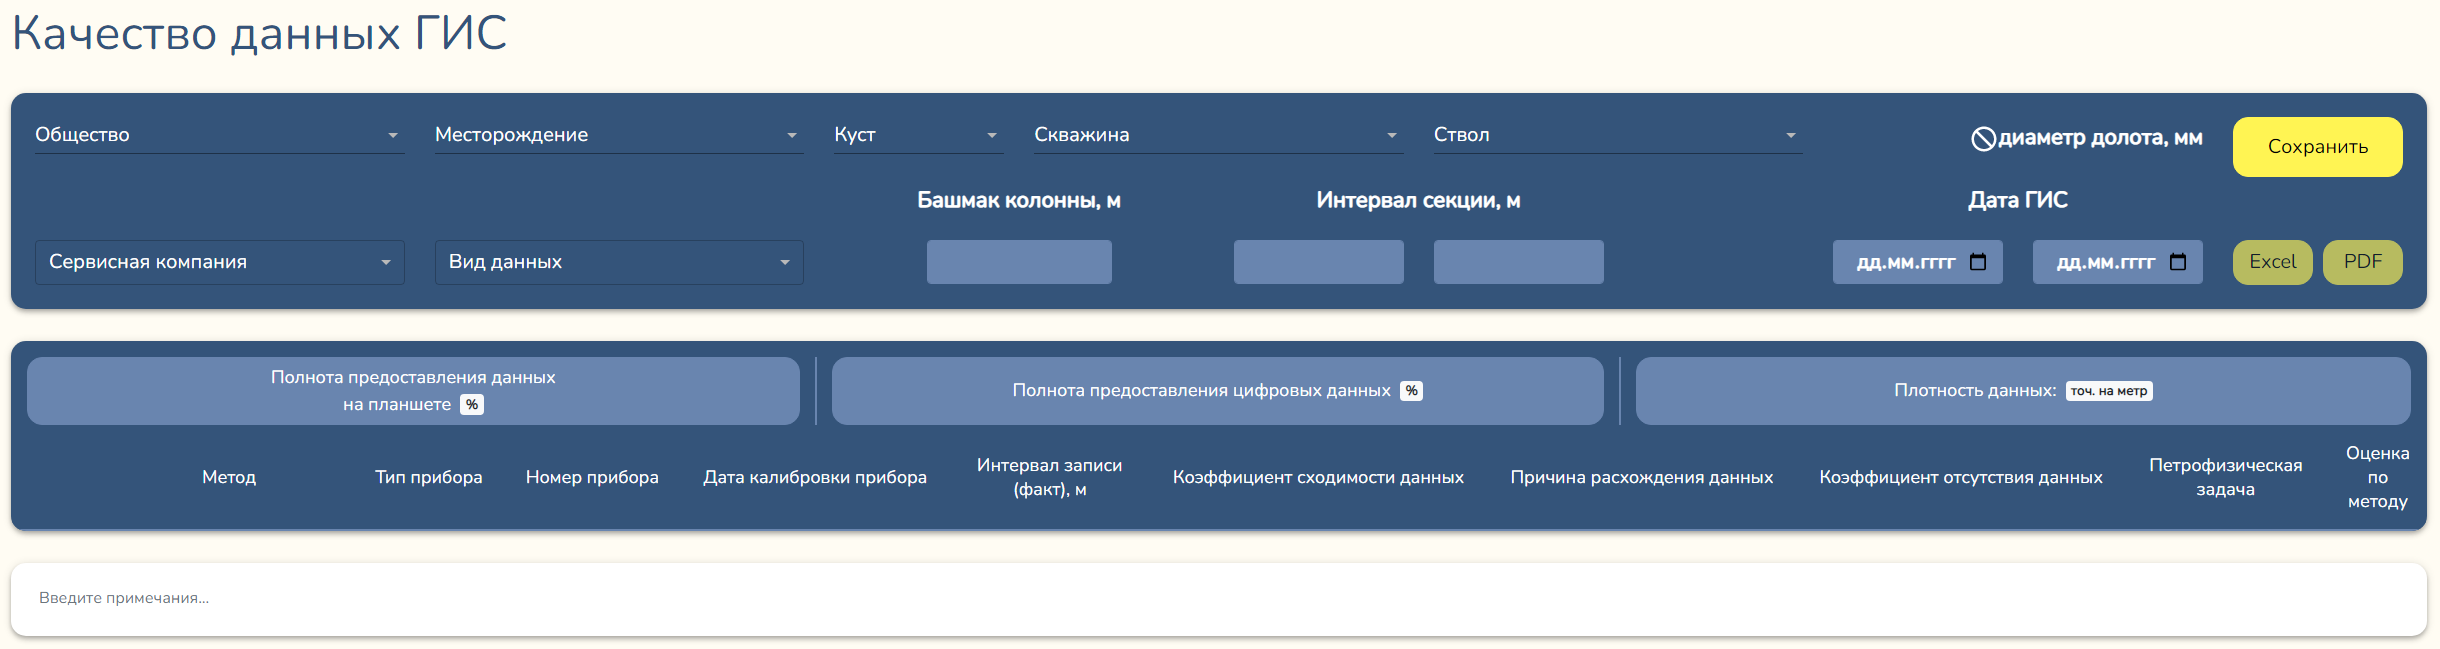 Качество данных ГИС
Общество
Месторождение
Куст
Скважина
Ствол
диаметр долота, мм
Сохранить
Башмак колонны, м
Интервал секции, м
Дата ГИС
Сервисная компания
Вид данных
дд.мм.гггг
дд.мм.гггг
Excel
PDF
Полнота предоставления данных
на планшете %
Полнота предоставления цифровых данных %
Плотность данных: точ. на метр
Метод
Тип прибора
Номер прибора
Дата калибровки прибора
Интервал записи
(факт), м
Коэффициент сходимости данных
Причина расхождения данных
Коэффициент отсутствия данных
Петрофизическая
задача
Оценка
по
методу
Введите примечания...